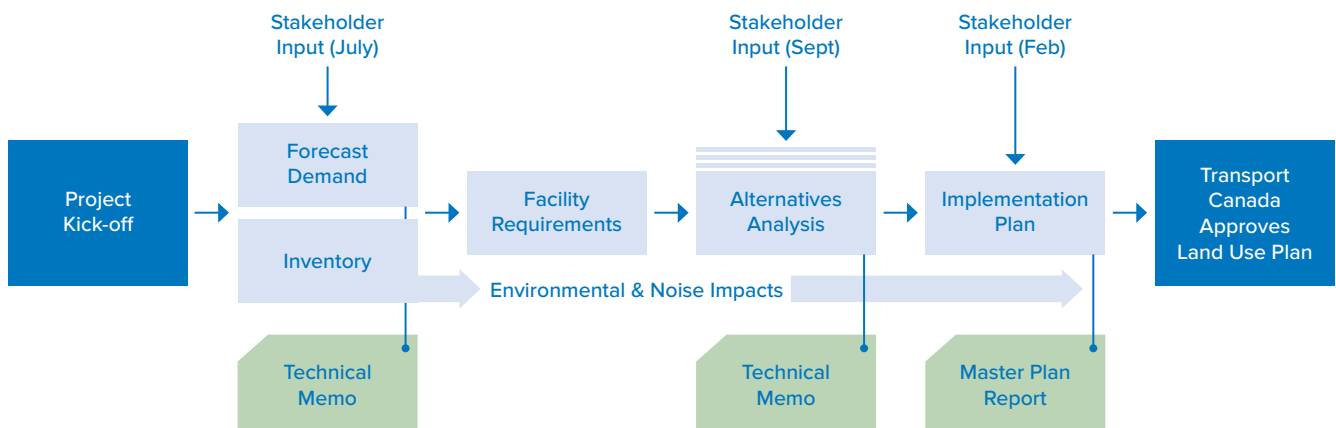 Stakeholder
Input (July)
Stakeholder
Input (Sept)
Stakeholder
Input (Feb)
Project
Kick-off
Forecast
Demand
Inventory
Facility
Requirements
Alternatives
Analysis
Implementation
Plan
Transport
Canada
Approves
Land Use Plan
Environmental & Noise Impacts
Technical
Memo
Technical
Memo
Master Plan
Report